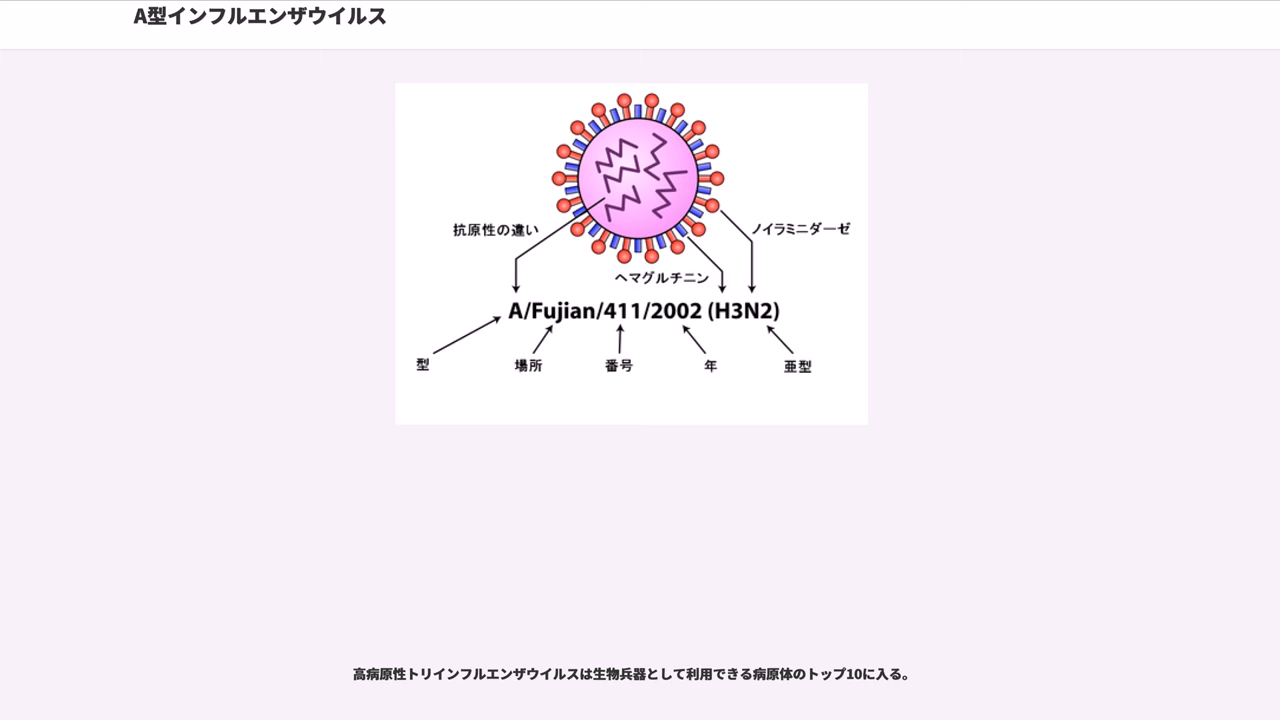 A型インフルエンザウイルス
抗原性の違い
ノイラミニダーゼ
ヘマグルチニン
A/Fujian/411/2002 (H3N2)
型
場所
番号
年
亜型
高病原性トリインフルエンザウイルスは生物兵器として利用できる病原体のトップ10に入る。